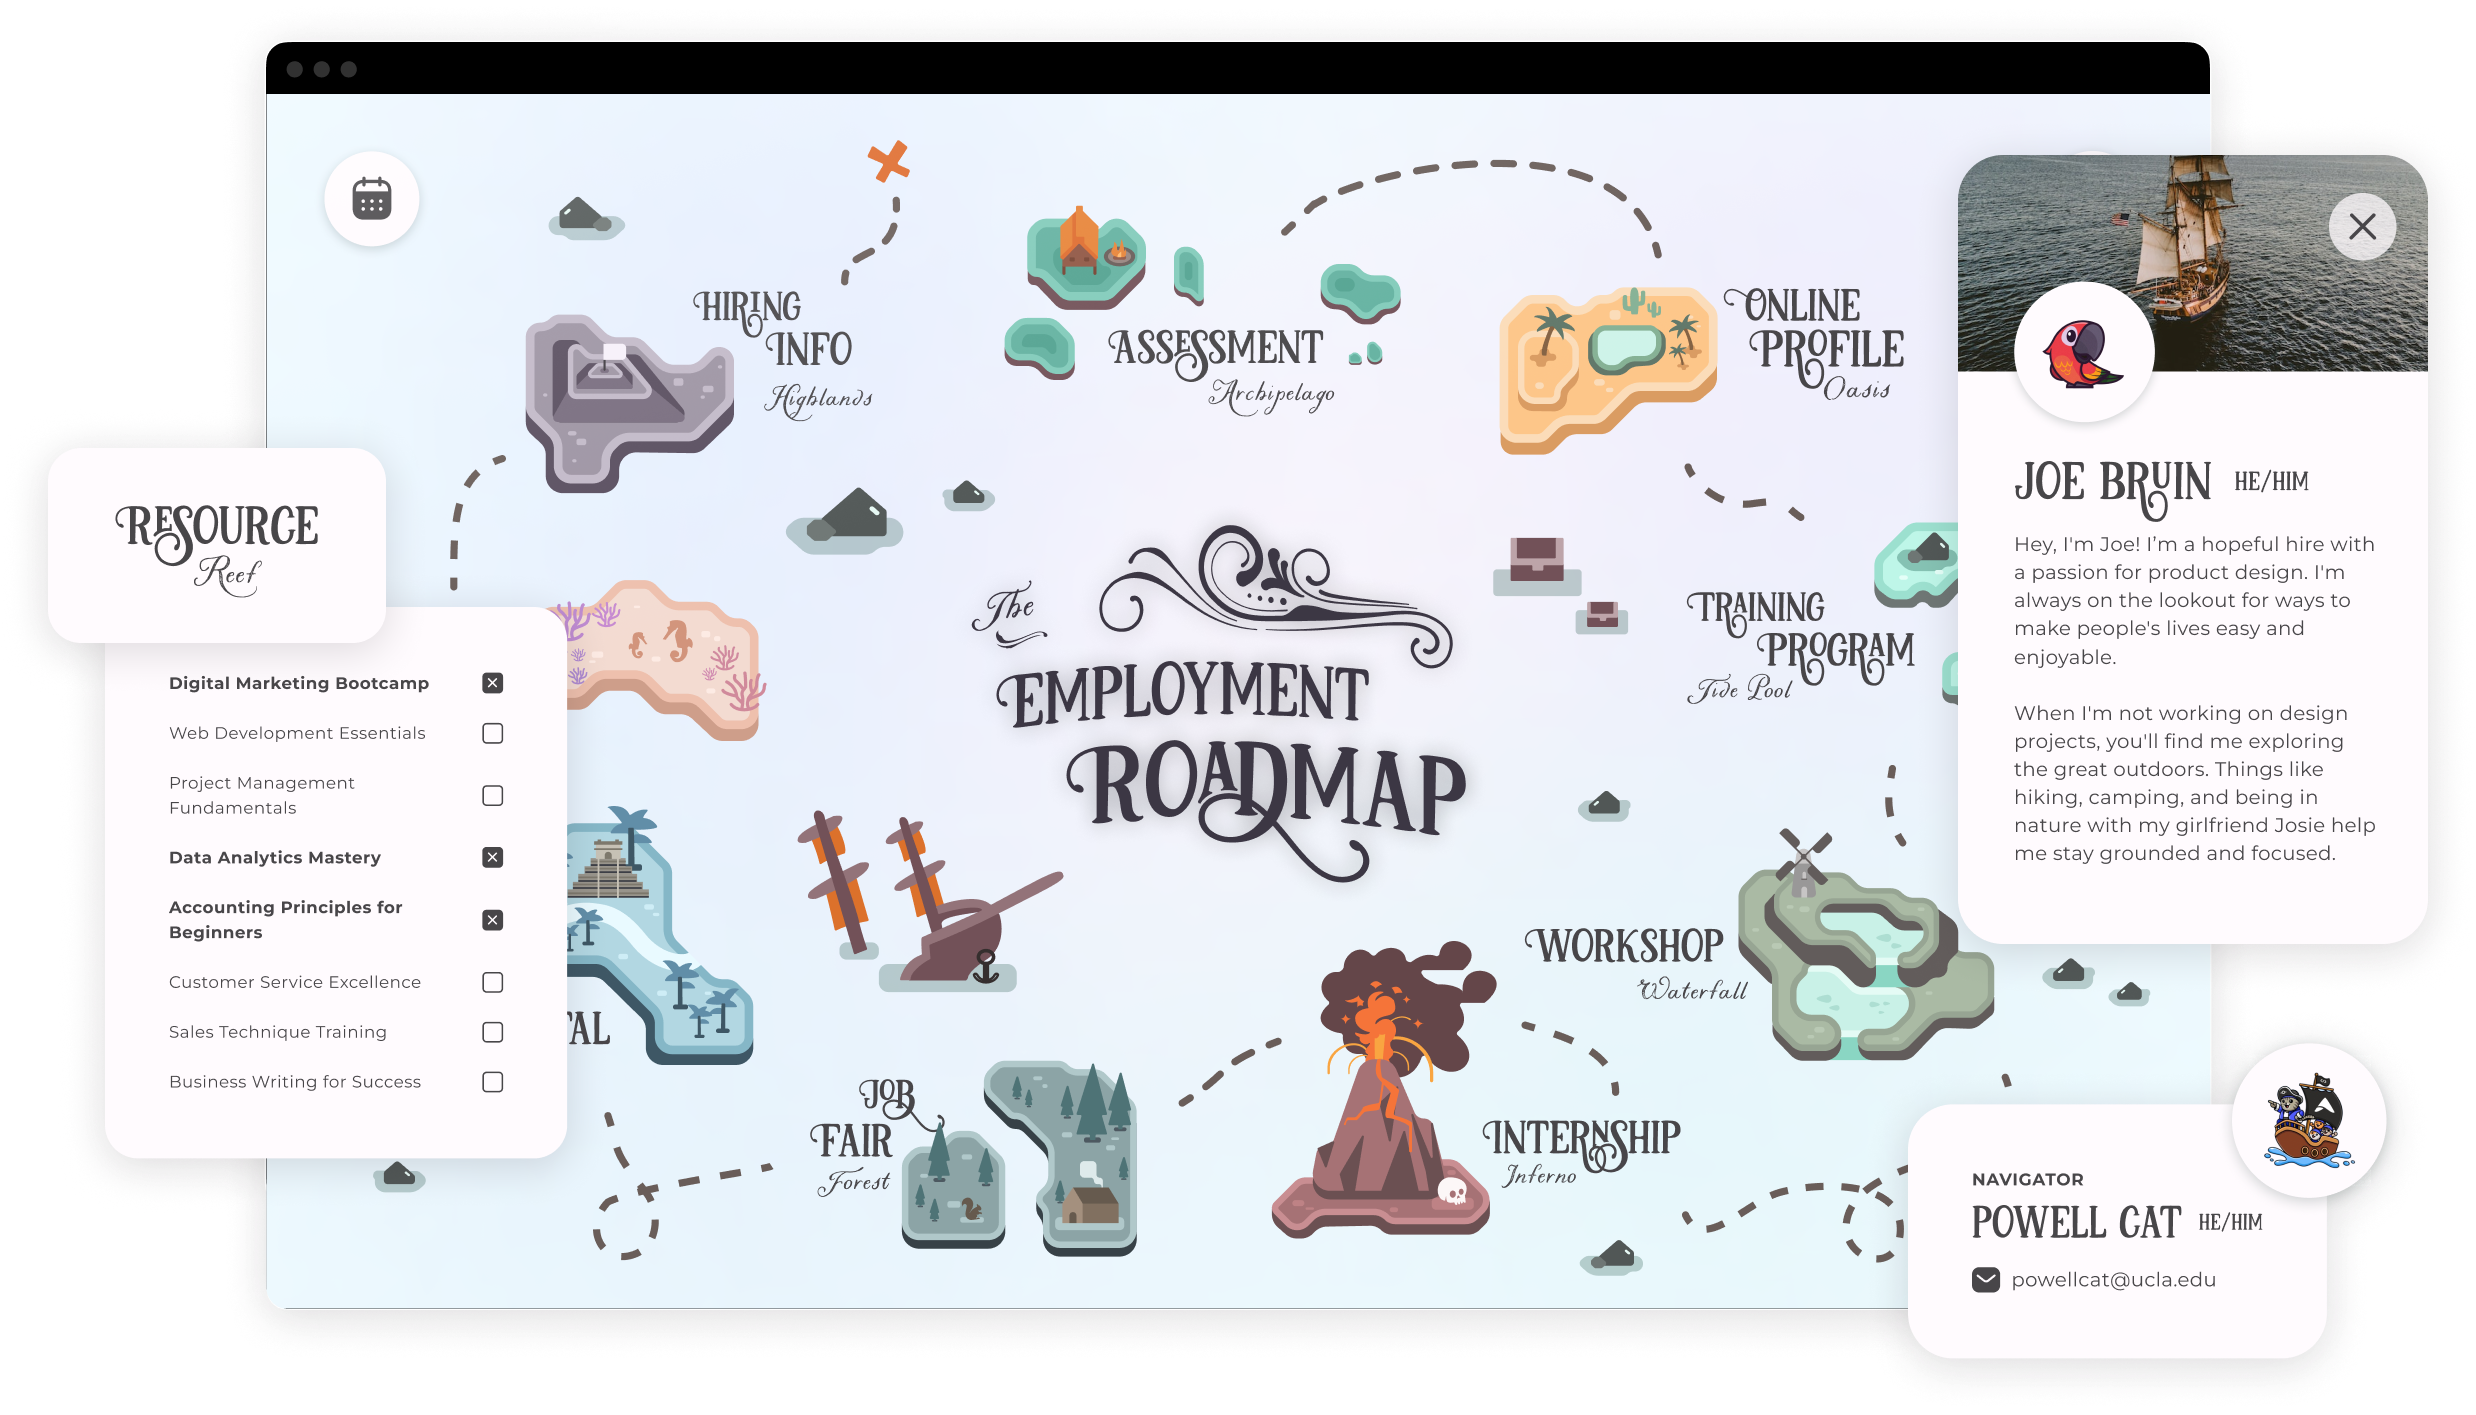 HIRING
INFO
Highlands
ASSESSMENT
Archipelago
ONLINE
PROFILE
Oasis
RESOURCE
Reef
Digital Marketing Bootcamp
Web Development Essentials
Project Management
Fundamentals
Data Analytics Mastery
Accounting Principles for
Beginners
Customer Service Excellence
Sales Technique Training
Business Writing for Success
The
EMPLOYMENT
ROADMAP
TRAINING
PROGRAM
Tide Pool
JOE BRUIN HE/HIM
Hey, I'm Joe! I’m a hopeful hire with
a passion for product design. I'm
always on the lookout for ways to
make people's lives easy and
enjoyable.
When I'm not working on design
projects, you'll find me exploring
the great outdoors. Things like
hiking, camping, and being in
nature with my girlfriend Josie help
me stay grounded and focused.
WORKSHOP
Waterfall
TAL
JOB
FAIR
Forest
INTERNSHIP
Inferno
NAVIGATOR
POWELL CAT HE/HIM
powellcat@ucla.edu